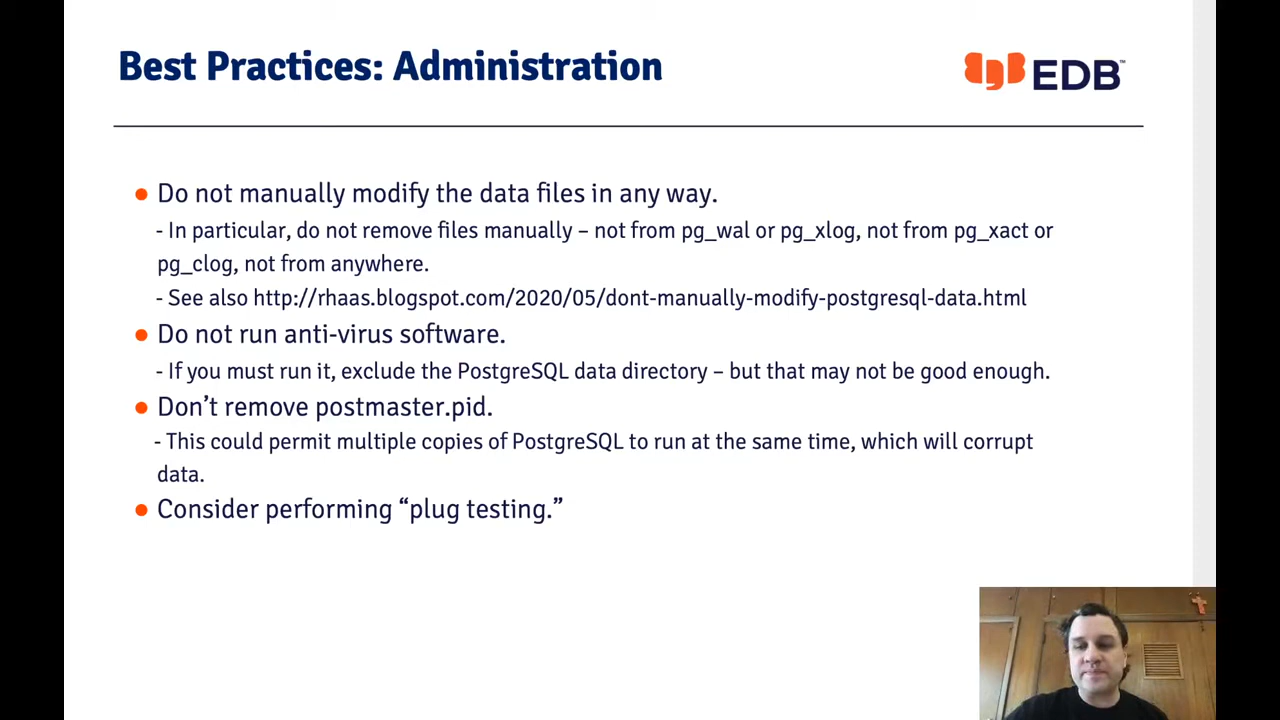 Best Practices: Administration
EDB™
● Do not manually modify the data files in any way.
- In particular, do not remove files manually – not from pg_wal or pg_xlog, not from pg_xact or
pg_clog, not from anywhere.
- See also http://rhaas.blogspot.com/2020/05/dont-manually-modify-postgresql-data.html
● Do not run anti-virus software.
- If you must run it, exclude the PostgreSQL data directory – but that may not be good enough.
● Don’t remove postmaster.pid.
- This could permit multiple copies of PostgreSQL to run at the same time, which will corrupt
data.
● Consider performing “plug testing.”